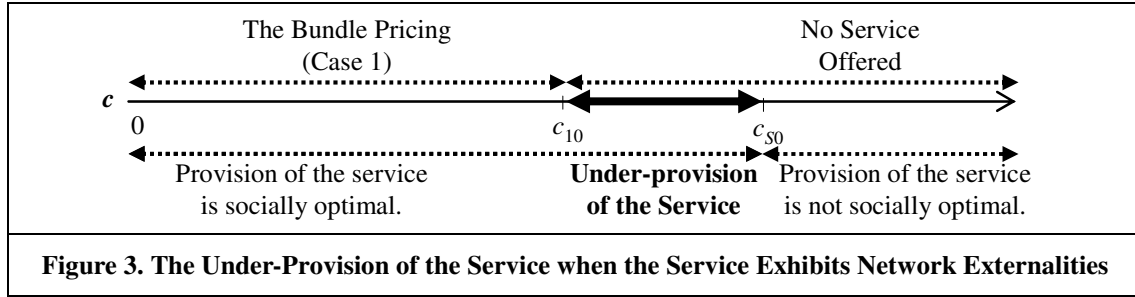 The Bundle Pricing
(Case 1)
No Service
Offered
c
0
c10
cS0
Provision of the service
is socially optimal.
Under-provision
of the Service
Provision of the service
is not socially optimal.
Figure 3. The Under-Provision of the Service when the Service Exhibits Network Externalities